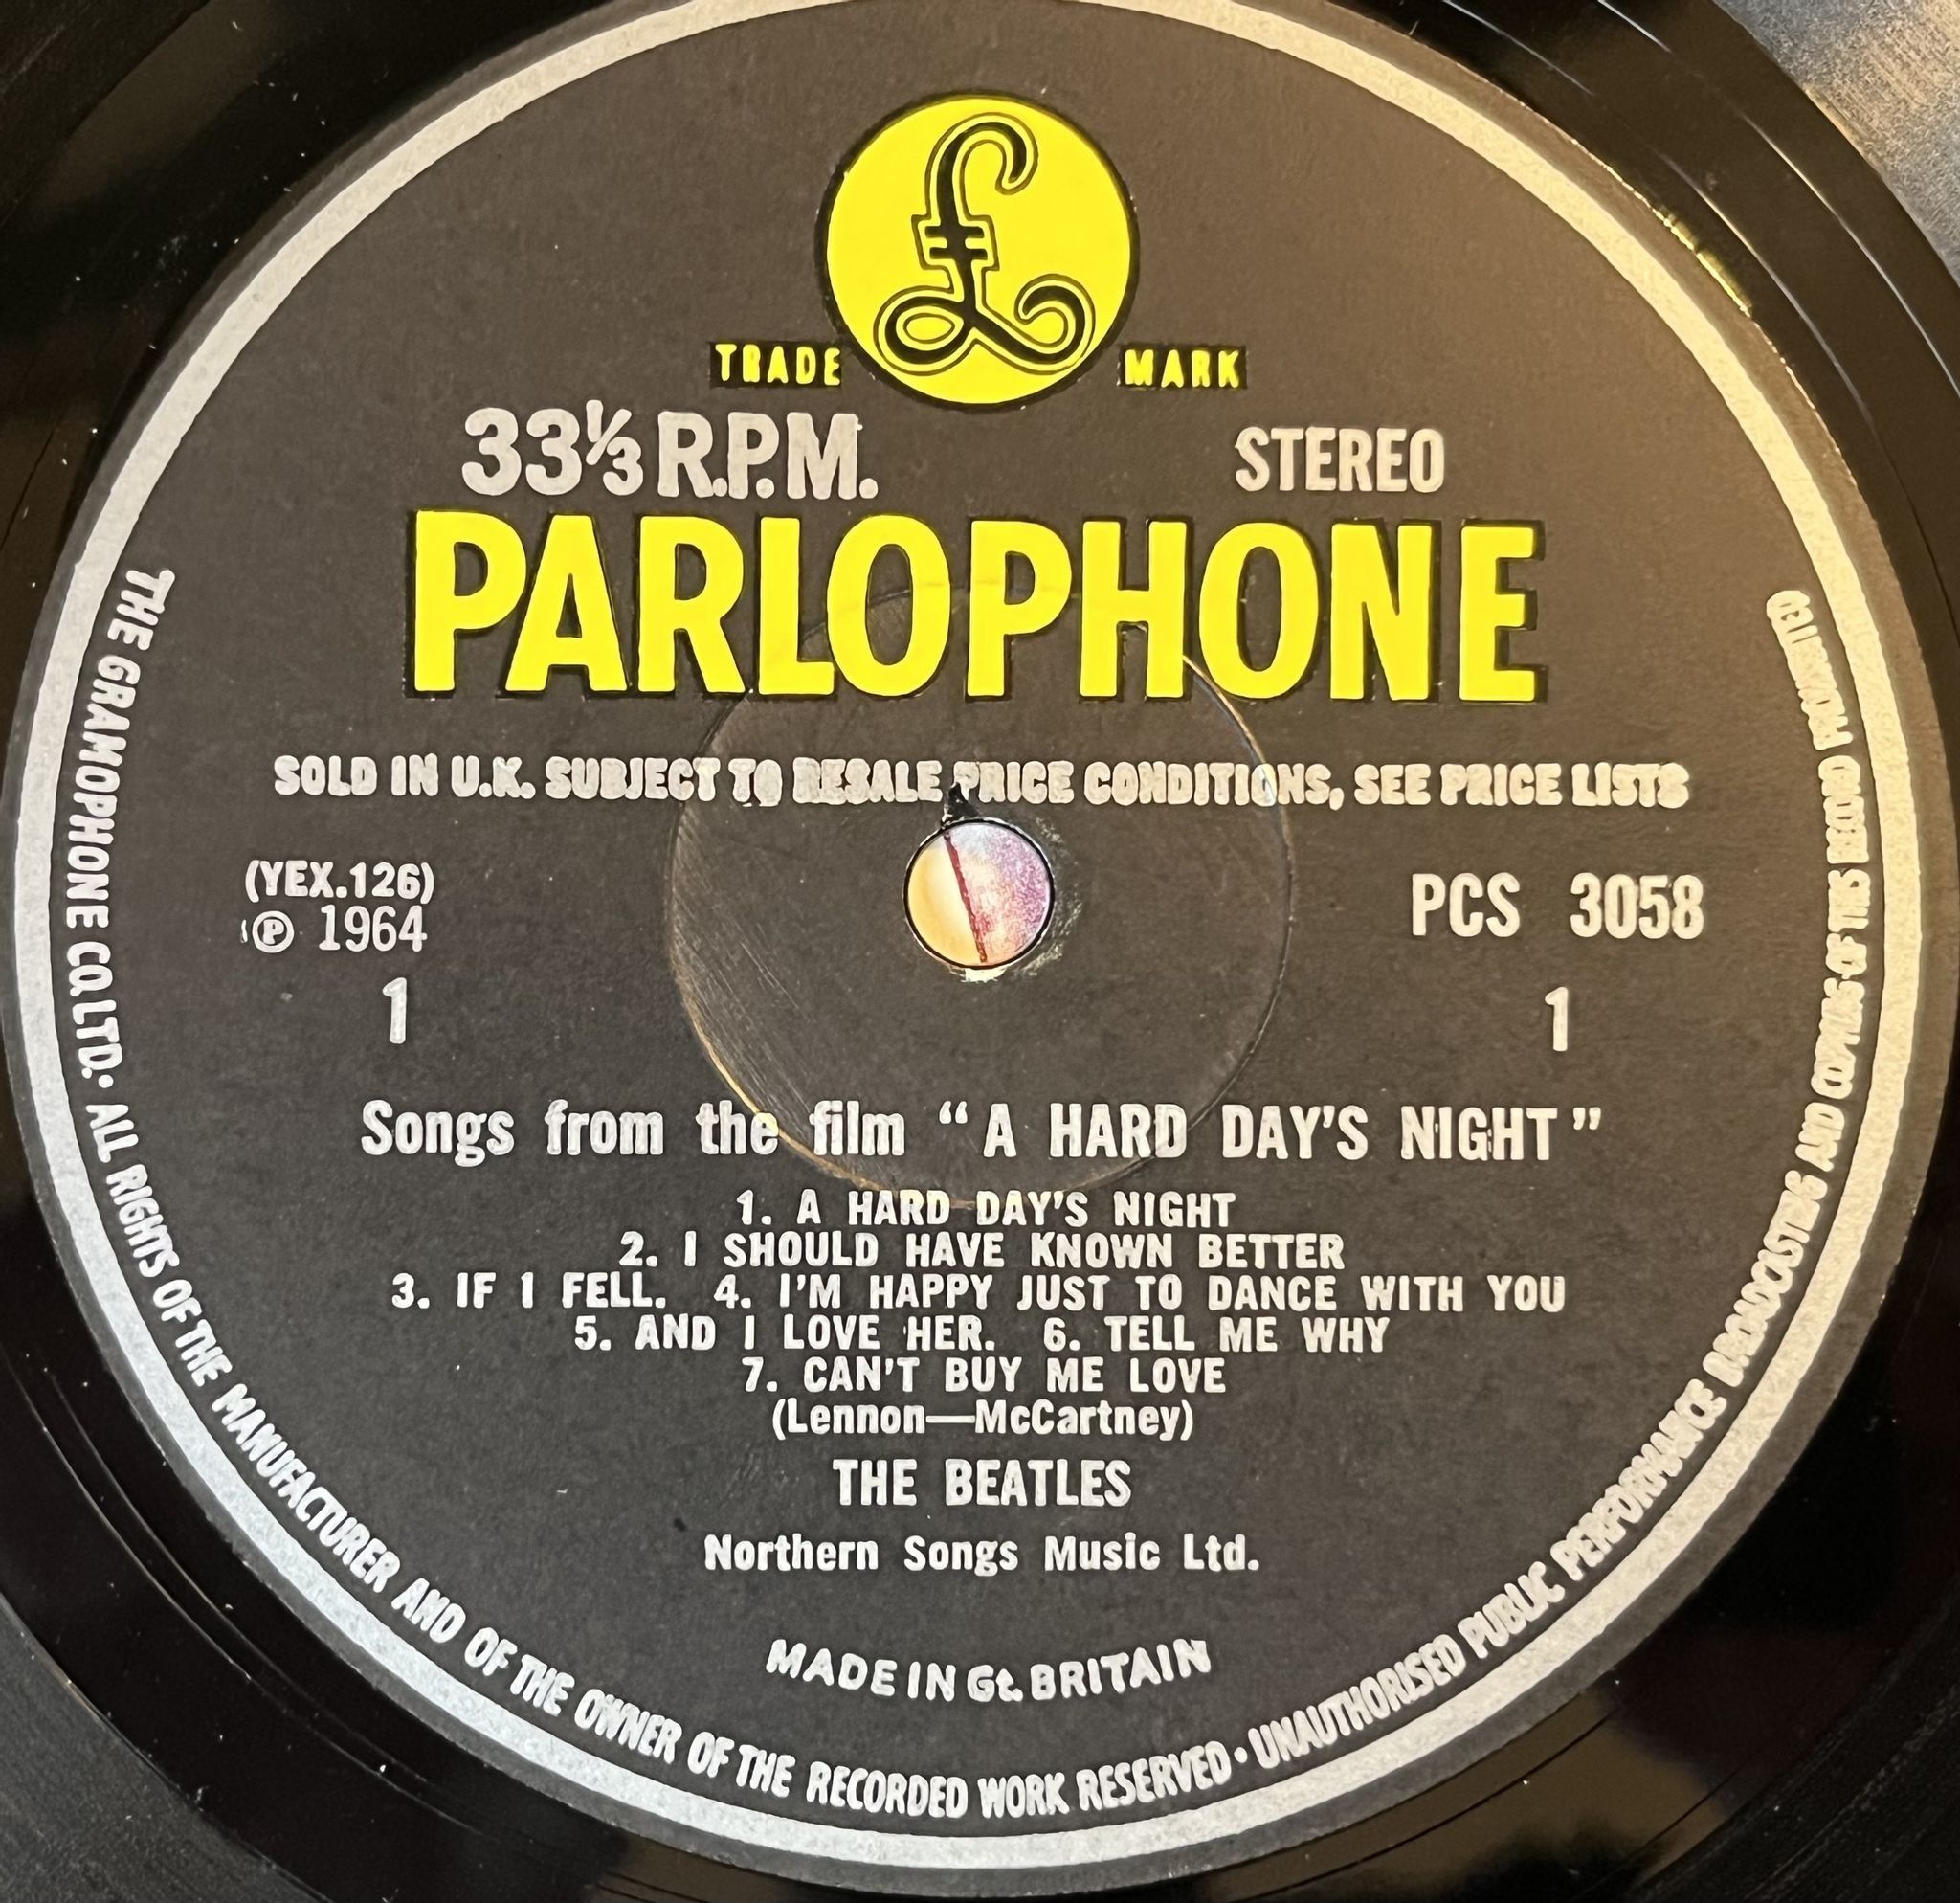 £
TRADE MARK
33⅓ R.P.M. STEREO
PARLOPHONE
SOLD IN U.K. SUBJECT TO RESALE PRICE CONDITIONS, SEE PRICE LISTS
(YEX.126)
Ⓟ 1964
PCS 3058
1 1
Songs from the film “A HARD DAY'S NIGHT”
1. A HARD DAY'S NIGHT
2. I SHOULD HAVE KNOWN BETTER
3. IF I FELL. 4. I'M HAPPY JUST TO DANCE WITH YOU
5. AND I LOVE HER. 6. TELL ME WHY
7. CAN'T BUY ME LOVE
(Lennon—McCartney)
THE BEATLES
Northern Songs Music Ltd.
MADE IN Gt. BRITAIN
THE GRAMOPHONE CO. LTD. • ALL RIGHTS OF THE MANUFACTURER AND OF THE OWNER OF THE RECORDED WORK RESERVED • UNAUTHORISED PUBLIC PERFORMANCE BROADCASTING AND COPYING OF THIS RECORD PROHIBITED